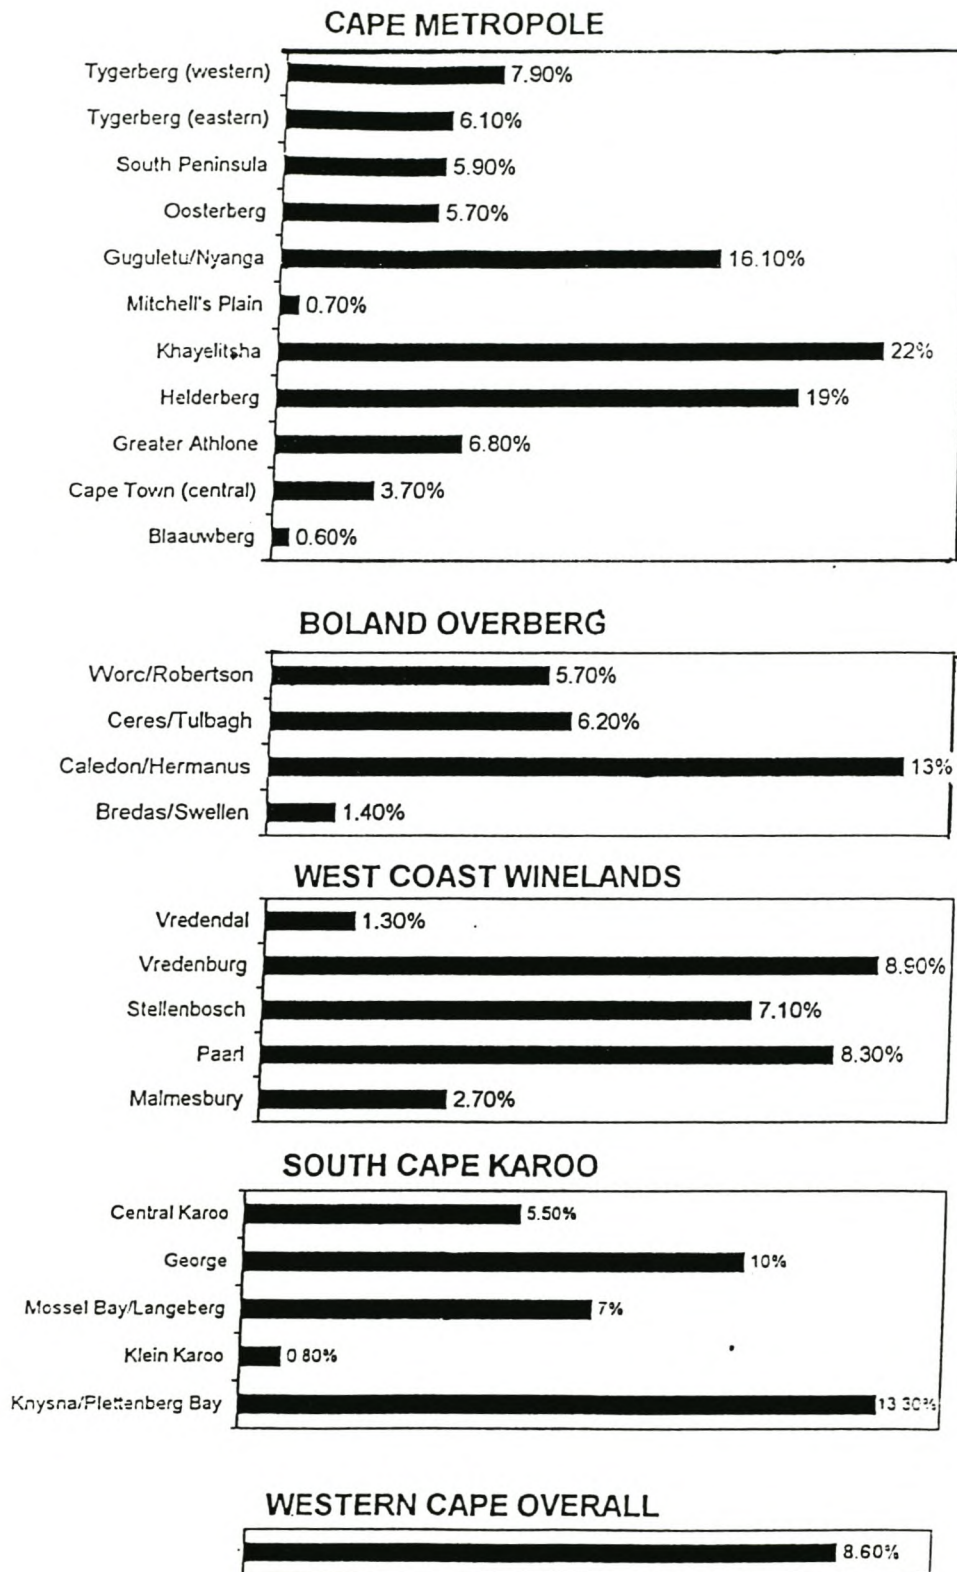 CAPE METROPOLE
Tygerberg (western) 7.90%
Tygerberg (eastern) 6.10%
South Peninsula 5.90%
Oosterberg 5.70%
Guguletu/Nyanga 16.10%
Mitchell's Plain 0.70%
Khayelitsha 22%
Helderberg 19%
Greater Athlone 6.80%
Cape Town (central) 3.70%
Blaauwberg 0.60%
BOLAND OVERBERG
Worc/Robertson 5.70%
Ceres/Tulbagh 6.20%
Caledon/Hermanus 13%
Bredas/Swellen 1.40%
WEST COAST WINELANDS
Vredendal 1.30%
Vredenburg 8.90%
Stellenbosch 7.10%
Paarl 8.30%
Malmesbury 2.70%
SOUTH CAPE KAROO
Central Karoo 5.50%
George 10%
Mossel Bay/Langeberg 7%
Klein Karoo 0.80%
Knysna/Plettenberg Bay 13.30%
WESTERN CAPE OVERALL
8.60%